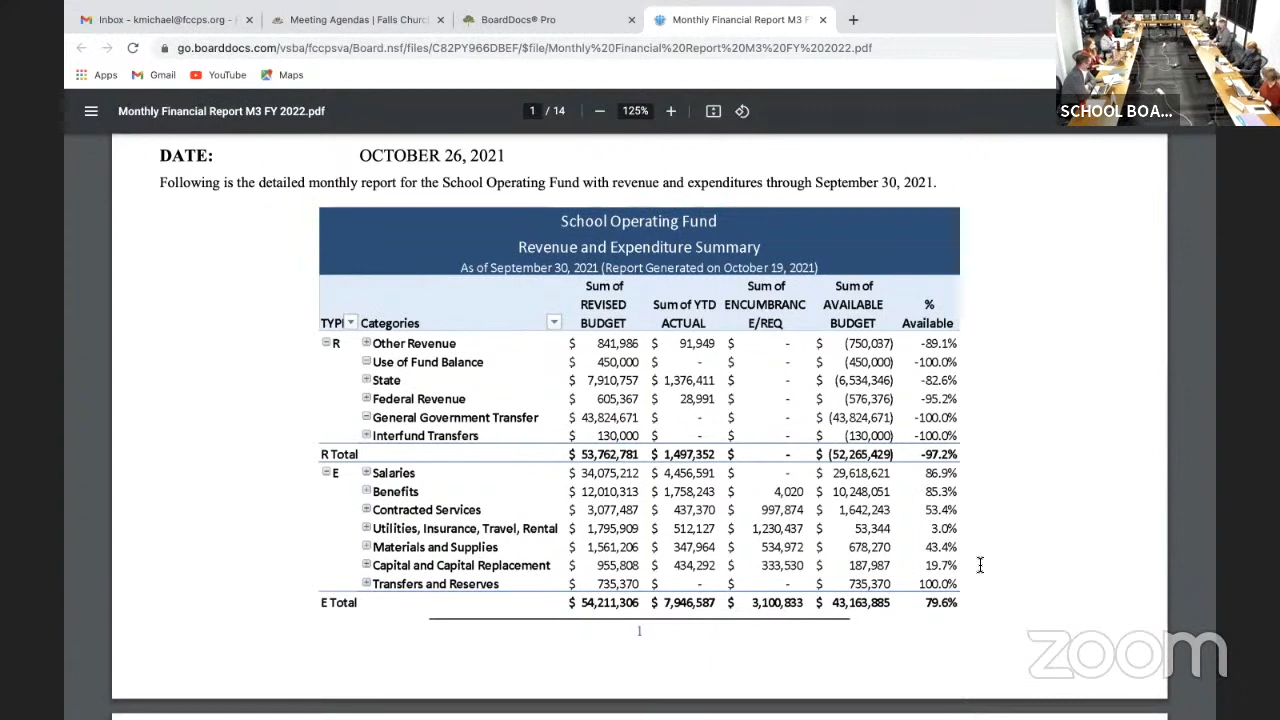 Inbox - kmichael@fccps.org -
Meeting Agendas | Falls Churc
BoardDocs® Pro
Monthly Financial Report M3 F
go.boarddocs.com/vsba/fccpsva/Board.nsf/files/C82PY966DBEF/$file/Monthly%20Financial%20Report%20M3%20FY%202022.pdf
Apps Gmail YouTube Maps
SCHOOL BOA...
Monthly Financial Report M3 FY 2022.pdf 1 / 14 125%
DATE: OCTOBER 26, 2021
Following is the detailed monthly report for the School Operating Fund with revenue and expenditures through September 30, 2021.
School Operating Fund
Revenue and Expenditure Summary
As of September 30, 2021 (Report Generated on October 19, 2021)
Sum of Sum of Sum of
REVISED Sum of YTD ENCUMBRANC AVAILABLE %
TYPI Categories BUDGET ACTUAL E/REQ BUDGET Available
R Other Revenue $ 841,986 $ 91,949 $ - $ (750,037) -89.1%
Use of Fund Balance $ 450,000 $ - $ - $ (450,000) -100.0%
State $ 7,910,757 $ 1,376,411 $ - $ (6,534,346) -82.6%
Federal Revenue $ 605,367 $ 28,991 $ - $ (576,376) -95.2%
General Government Transfer $ 43,824,671 $ - $ - $ (43,824,671) -100.0%
Interfund Transfers $ 130,000 $ - $ - $ (130,000) -100.0%
R Total $ 53,762,781 $ 1,497,352 $ - $ (52,265,429) -97.2%
E Salaries $ 34,075,212 $ 4,456,591 $ - $ 29,618,621 86.9%
Benefits $ 12,010,313 $ 1,758,243 $ 4,020 $ 10,248,051 85.3%
Contracted Services $ 3,077,487 $ 437,370 $ 997,874 $ 1,642,243 53.4%
Utilities, Insurance, Travel, Rental $ 1,795,909 $ 512,127 $ 1,230,437 $ 53,344 3.0%
Materials and Supplies $ 1,561,206 $ 347,964 $ 534,972 $ 678,270 43.4%
Capital and Capital Replacement $ 955,808 $ 434,292 $ 333,530 $ 187,987 19.7%
Transfers and Reserves $ 735,370 $ - $ - $ 735,370 100.0%
E Total $ 54,211,306 $ 7,946,587 $ 3,100,833 $ 43,163,885 79.6%
1
zoom